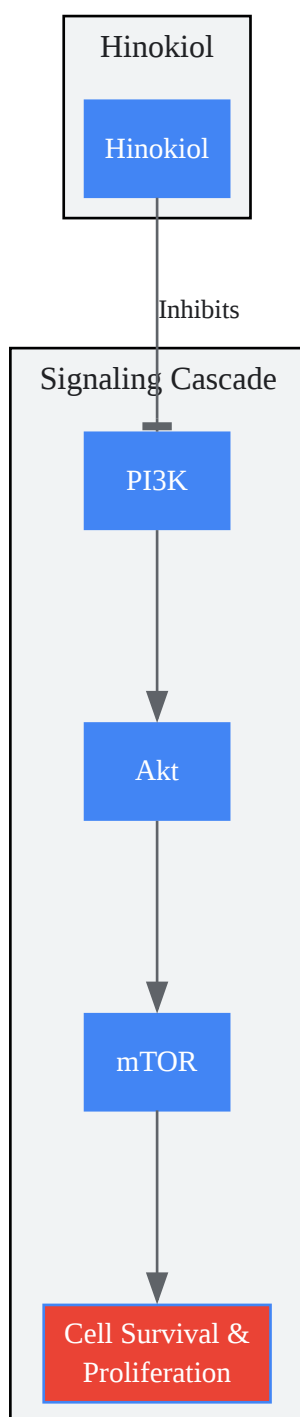 Hinokiol
Hinokiol
Inhibits
Signaling Cascade
PI3K
Akt
mTOR
Cell Survival &
Proliferation